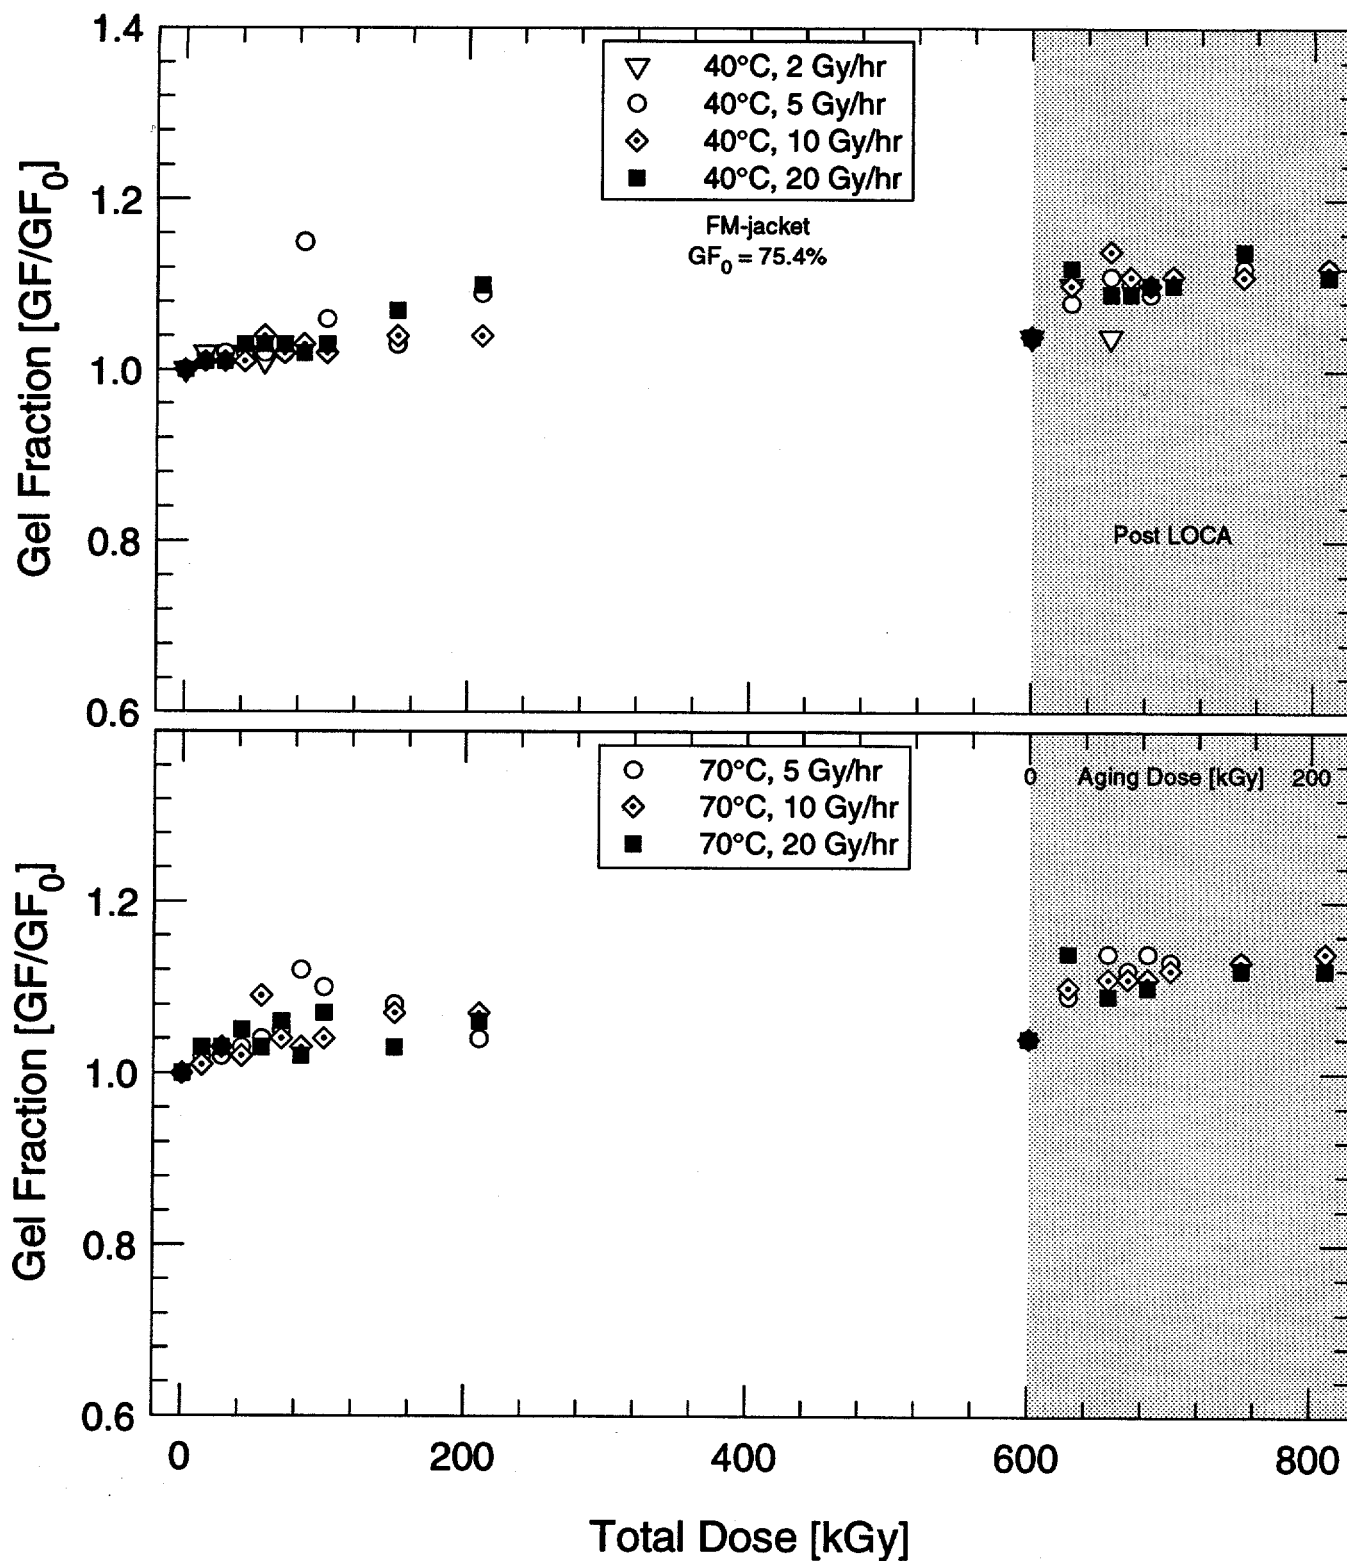 1.4
1.2
1.0
0.8
0.6
Gel Fraction [GF/GF0]
40°C, 2 Gy/hr
40°C, 5 Gy/hr
40°C, 10 Gy/hr
40°C, 20 Gy/hr
FM-jacket
GF0 = 75.4%
Post LOCA
0 Aging Dose [kGy] 200
70°C, 5 Gy/hr
70°C, 10 Gy/hr
70°C, 20 Gy/hr
1.2
1.0
0.8
0.6
Gel Fraction [GF/GF0]
0 200 400 600 800
Total Dose [kGy]